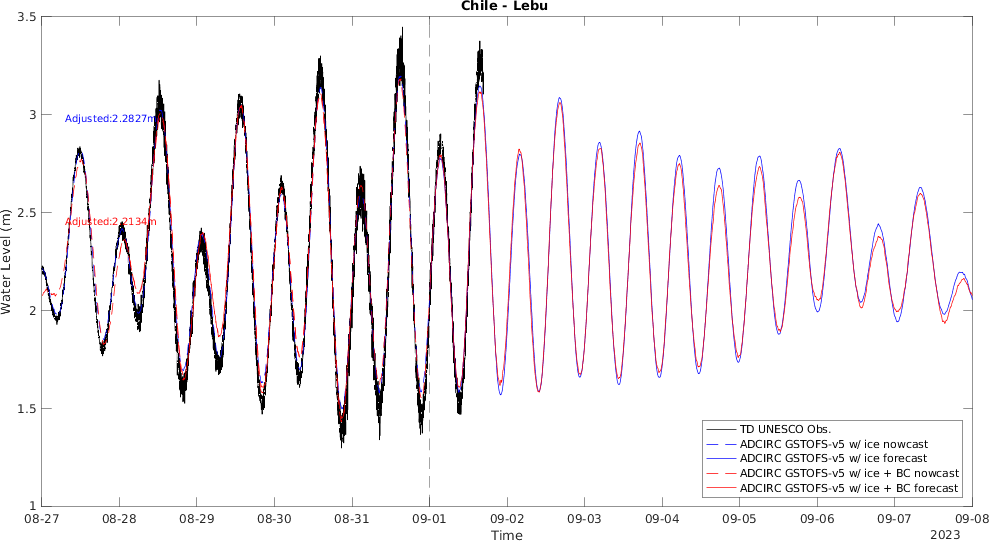 Chile - Lebu
3.5
3
2.5
2
1.5
1
Water Level (m)
Adjusted:2.2827m
Adjusted:2.2134m
TD UNESCO Obs.
ADCIRC GSTOFS-v5 w/ ice nowcast
ADCIRC GSTOFS-v5 w/ ice forecast
ADCIRC GSTOFS-v5 w/ ice + BC nowcast
ADCIRC GSTOFS-v5 w/ ice + BC forecast
08-27 08-28 08-29 08-30 08-31 09-01 09-02 09-03 09-04 09-05 09-06 09-07 09-08
Time
2023